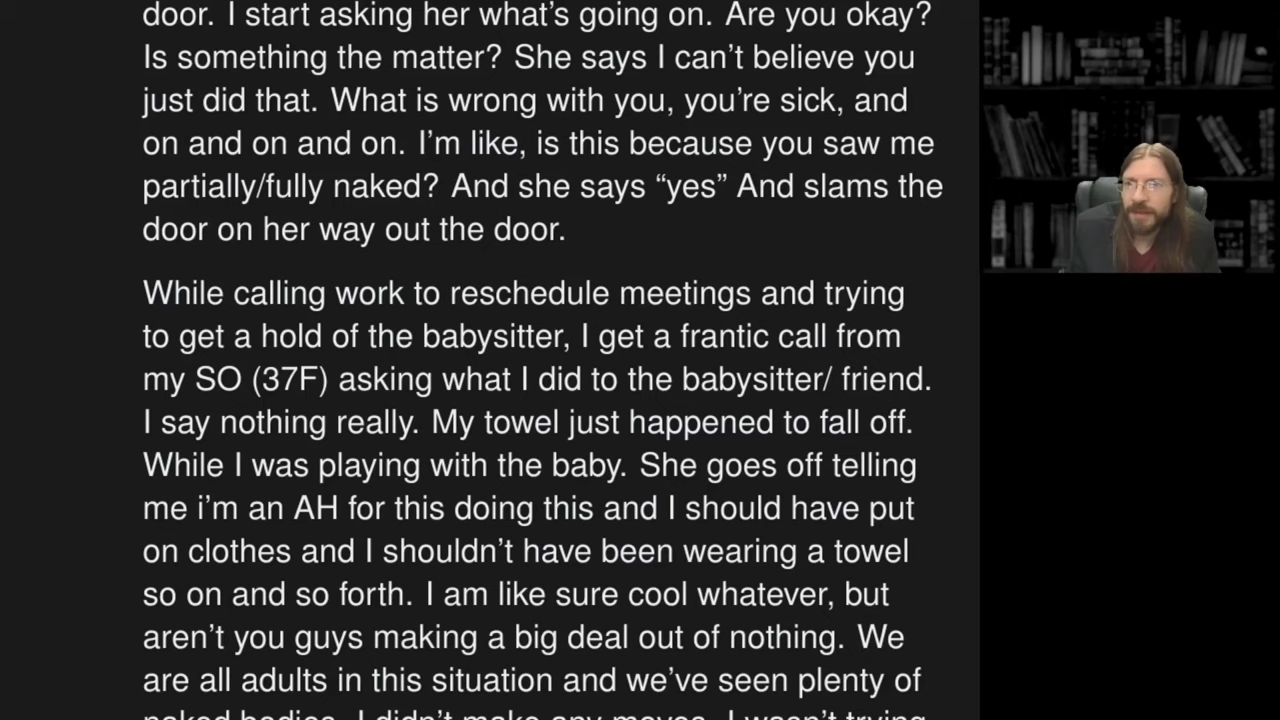 door. I start asking her what’s going on. Are you okay?
Is something the matter? She says I can’t believe you
just did that. What is wrong with you, you’re sick, and
on and on and on. I’m like, is this because you saw me
partially/fully naked? And she says “yes” And slams the
door on her way out the door.
While calling work to reschedule meetings and trying
to get a hold of the babysitter, I get a frantic call from
my SO (37F) asking what I did to the babysitter/ friend.
I say nothing really. My towel just happened to fall off.
While I was playing with the baby. She goes off telling
me i’m an AH for this doing this and I should have put
on clothes and I shouldn’t have been wearing a towel
so on and so forth. I am like sure cool whatever, but
aren’t you guys making a big deal out of nothing. We
are all adults in this situation and we’ve seen plenty of
naked bodies. I didn’t make any moves. I wasn’t trying